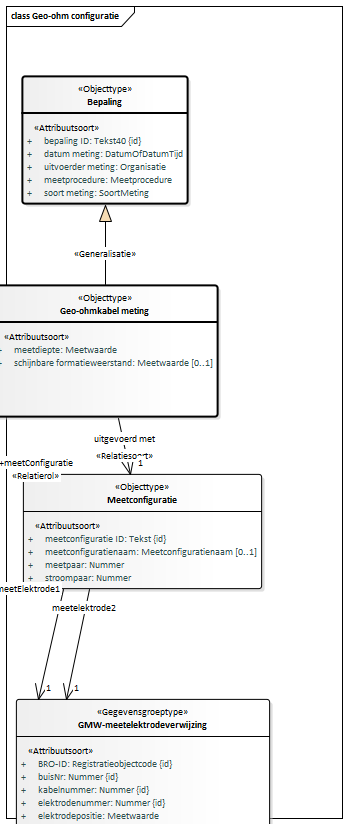 class Geo-ohm configuratie
«Objecttype»
Bepaling
«Attribuutsoort»
+ bepaling ID: Tekst40 {id}
+ datum meting: DatumOfDatumTijd
+ uitvoerder meting: Organisatie
+ meetprocedure: Meetprocedure
+ soort meting: SoortMeting
«Generalisatie»
«Objecttype»
Geo-ohmkabel meting
«Attribuutsoort»
+ meetdiepte: Meetwaarde
+ schijnbare formatieweerstand: Meetwaarde [0..1]
uitgevoerd met
«Relatiesoort»
+meetConfiguratie 1
«Relatierol»
«Objecttype»
Meetconfiguratie
«Attribuutsoort»
+ meetconfiguratie ID: Tekst {id}
+ meetconfiguratienaam: Meetconfiguratienaam [0..1]
+ meetpaar: Nummer
+ stroompaar: Nummer
meetElektrode1
meetelektrode2
1 1
«Gegevensgroeptype»
GMW-meetelektrodeverwijzing
«Attribuutsoort»
+ BRO-ID: Registratieobjectcode {id}
+ buisNr: Nummer {id}
+ kabelnummer: Nummer {id}
+ elektrodenummer: Nummer {id}
+ elektrodepositie: Meetwaarde